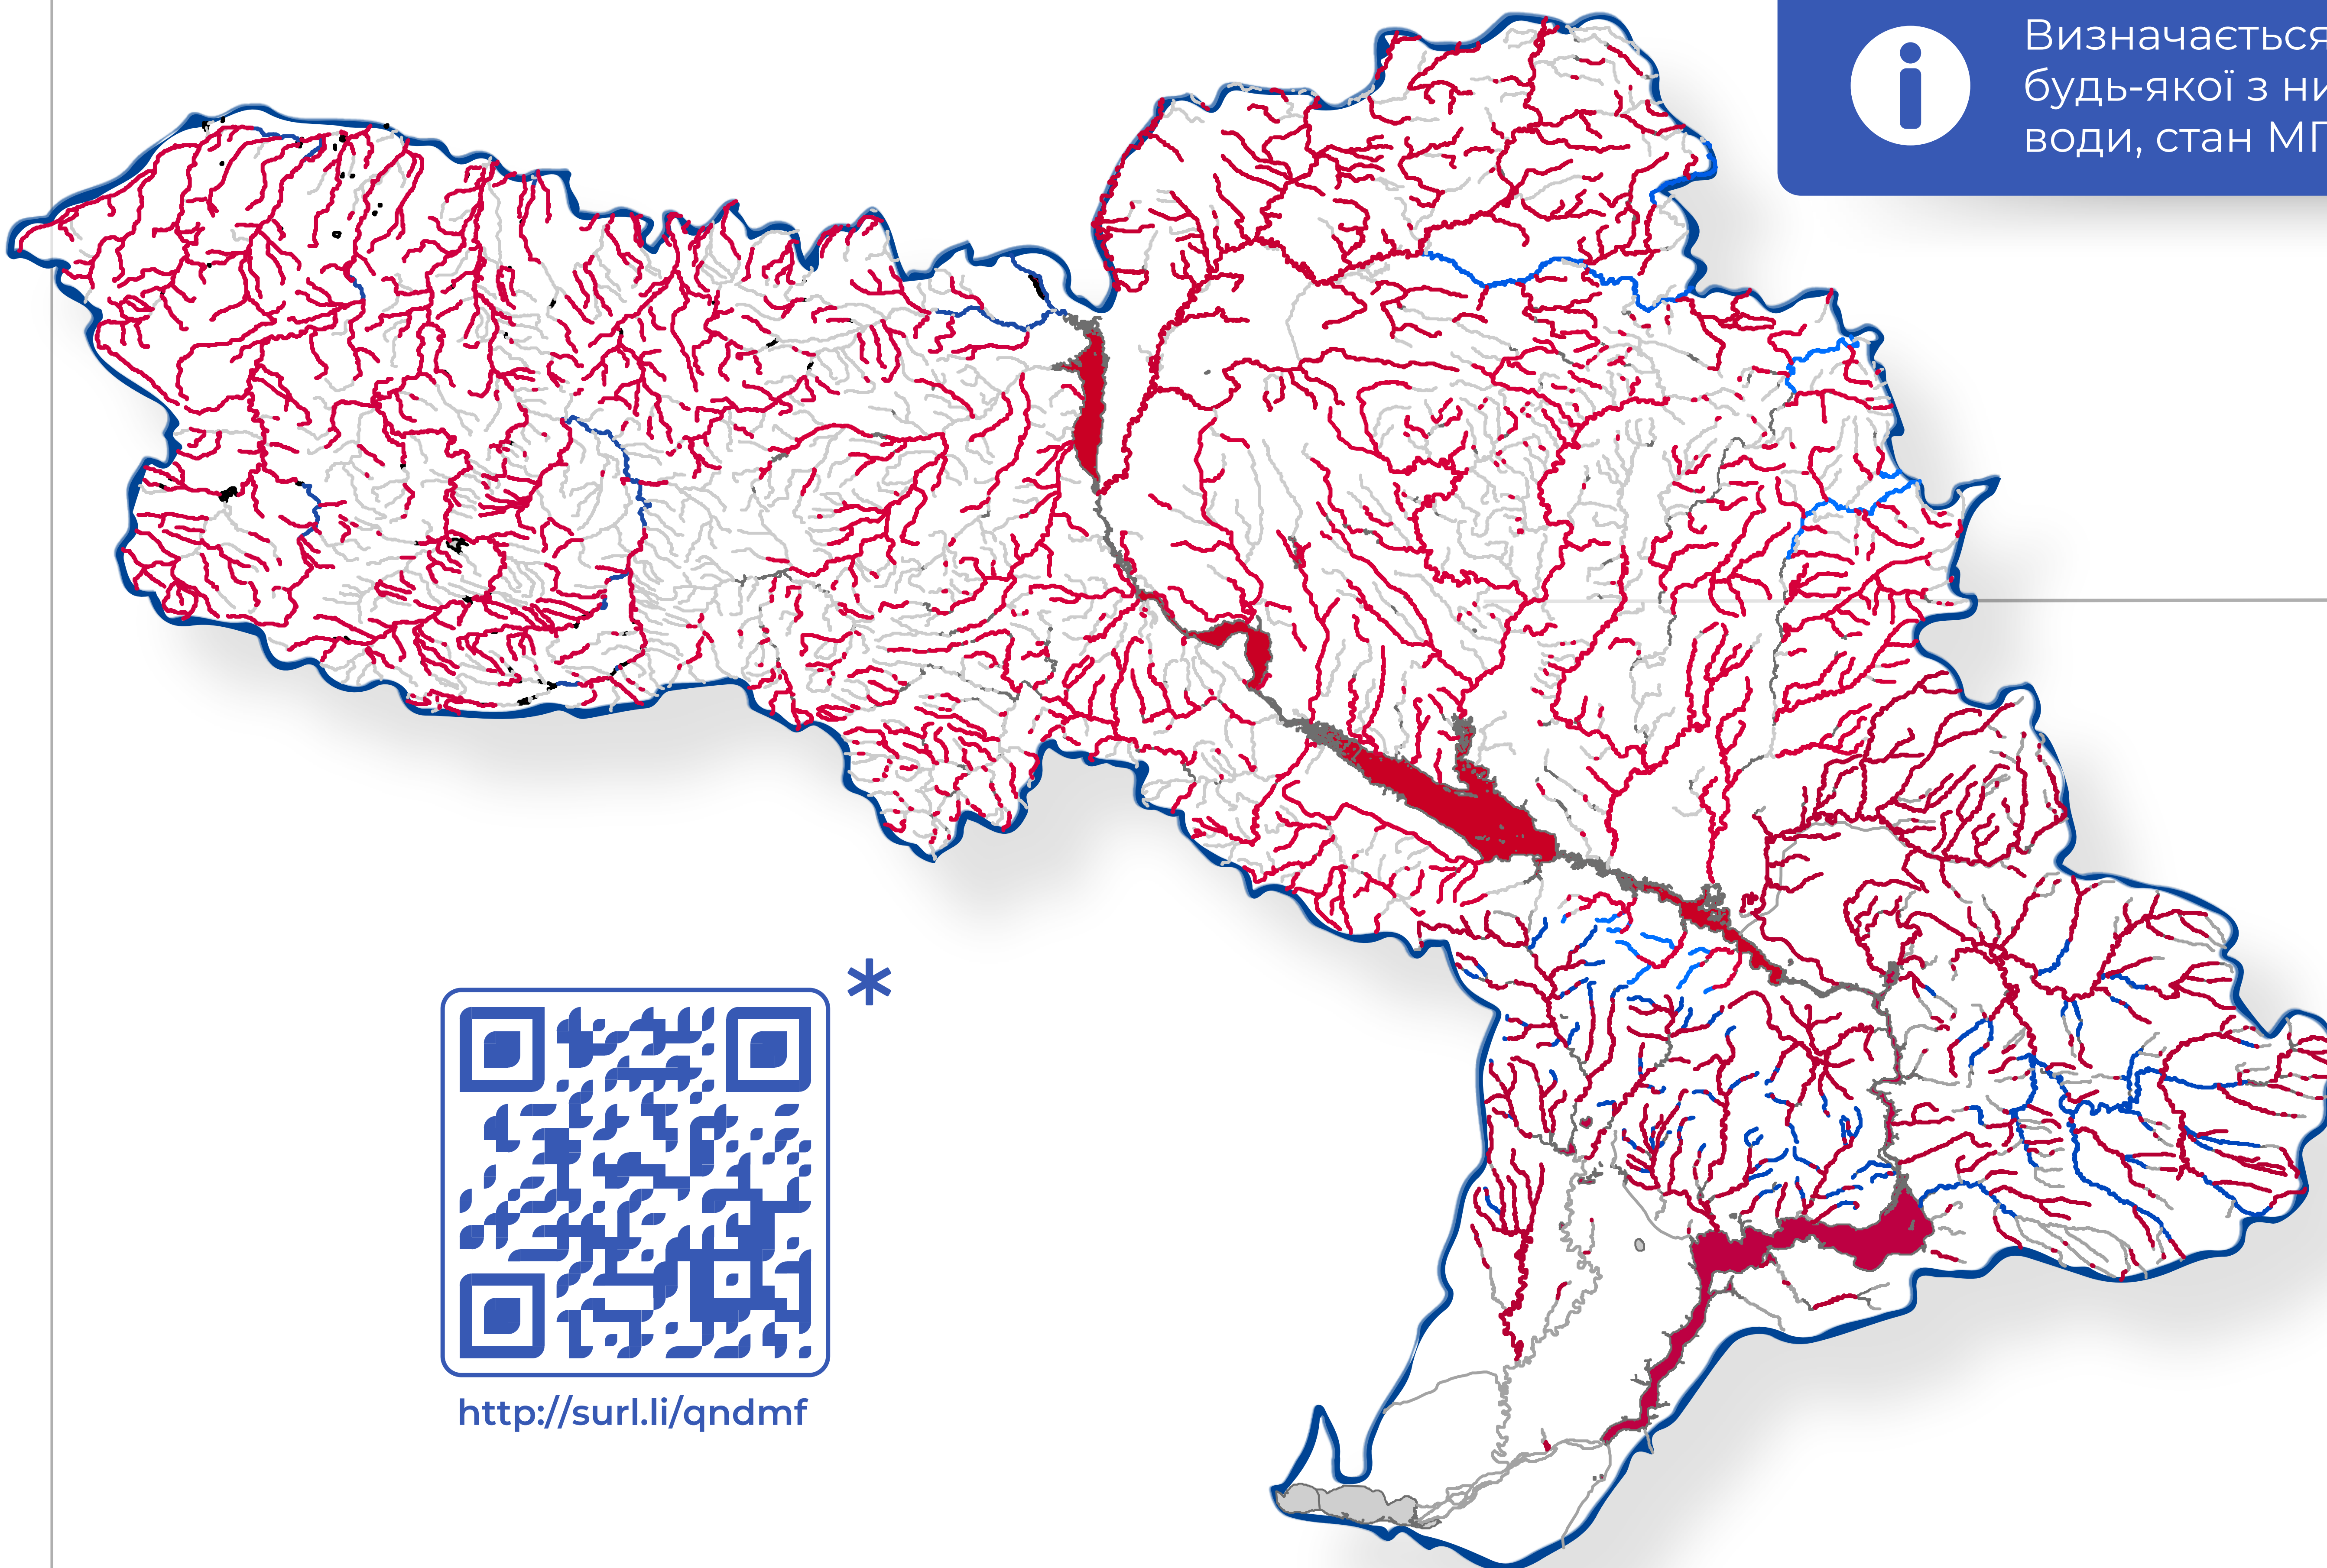 Визначається
будь-якої з
води, стан
*
http://surl.li/qndmf